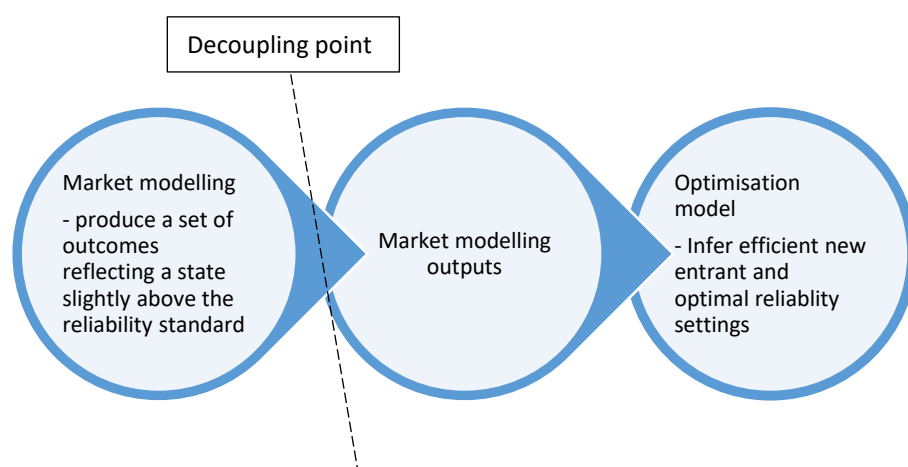 Decoupling point
Market modelling
- produce a set of
outcomes
reflecting a state
slightly above the
reliability standard
Market modelling
outputs
Optimisation
model
- Infer efficient new
entrant and
optimal reliablity
settings